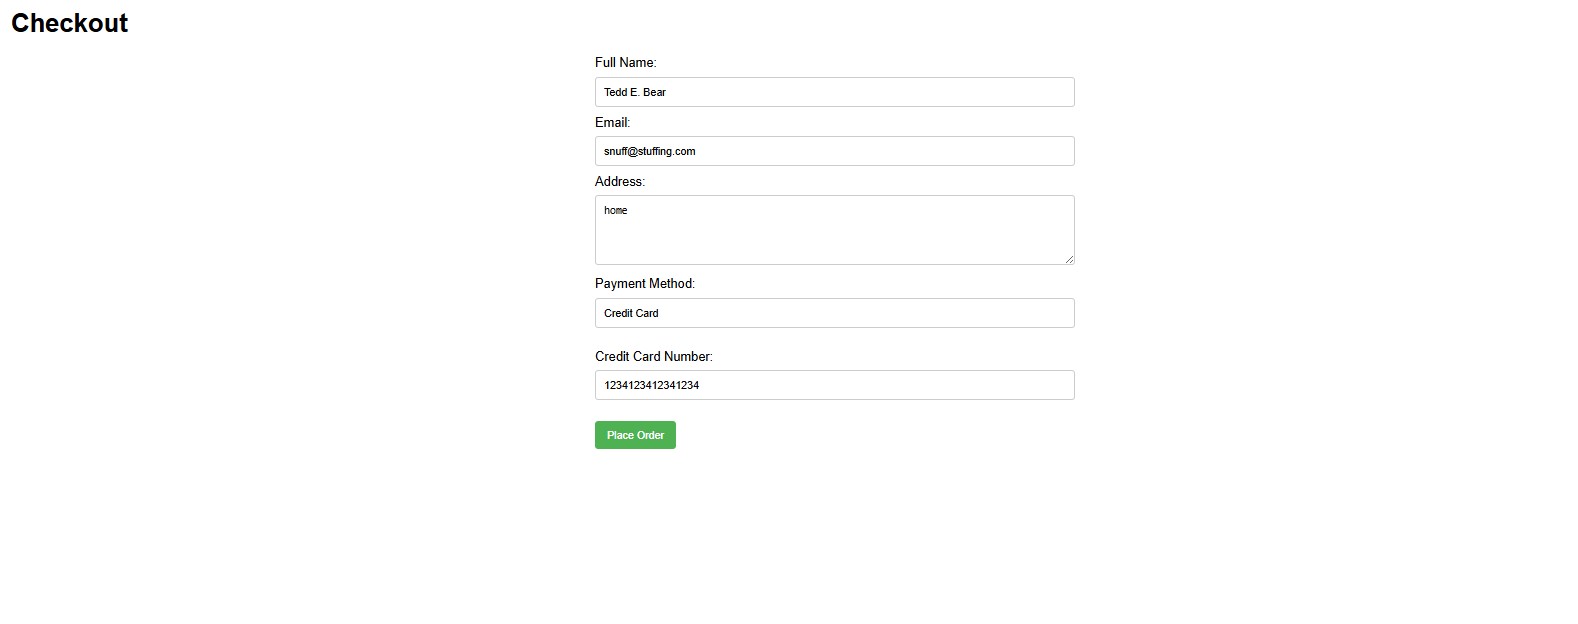 Checkout
Full Name:
Tedd E. Bear
Email:
snuff@stuffing.com
Address:
home
Payment Method:
Credit Card
Credit Card Number:
1234123412341234
Place Order